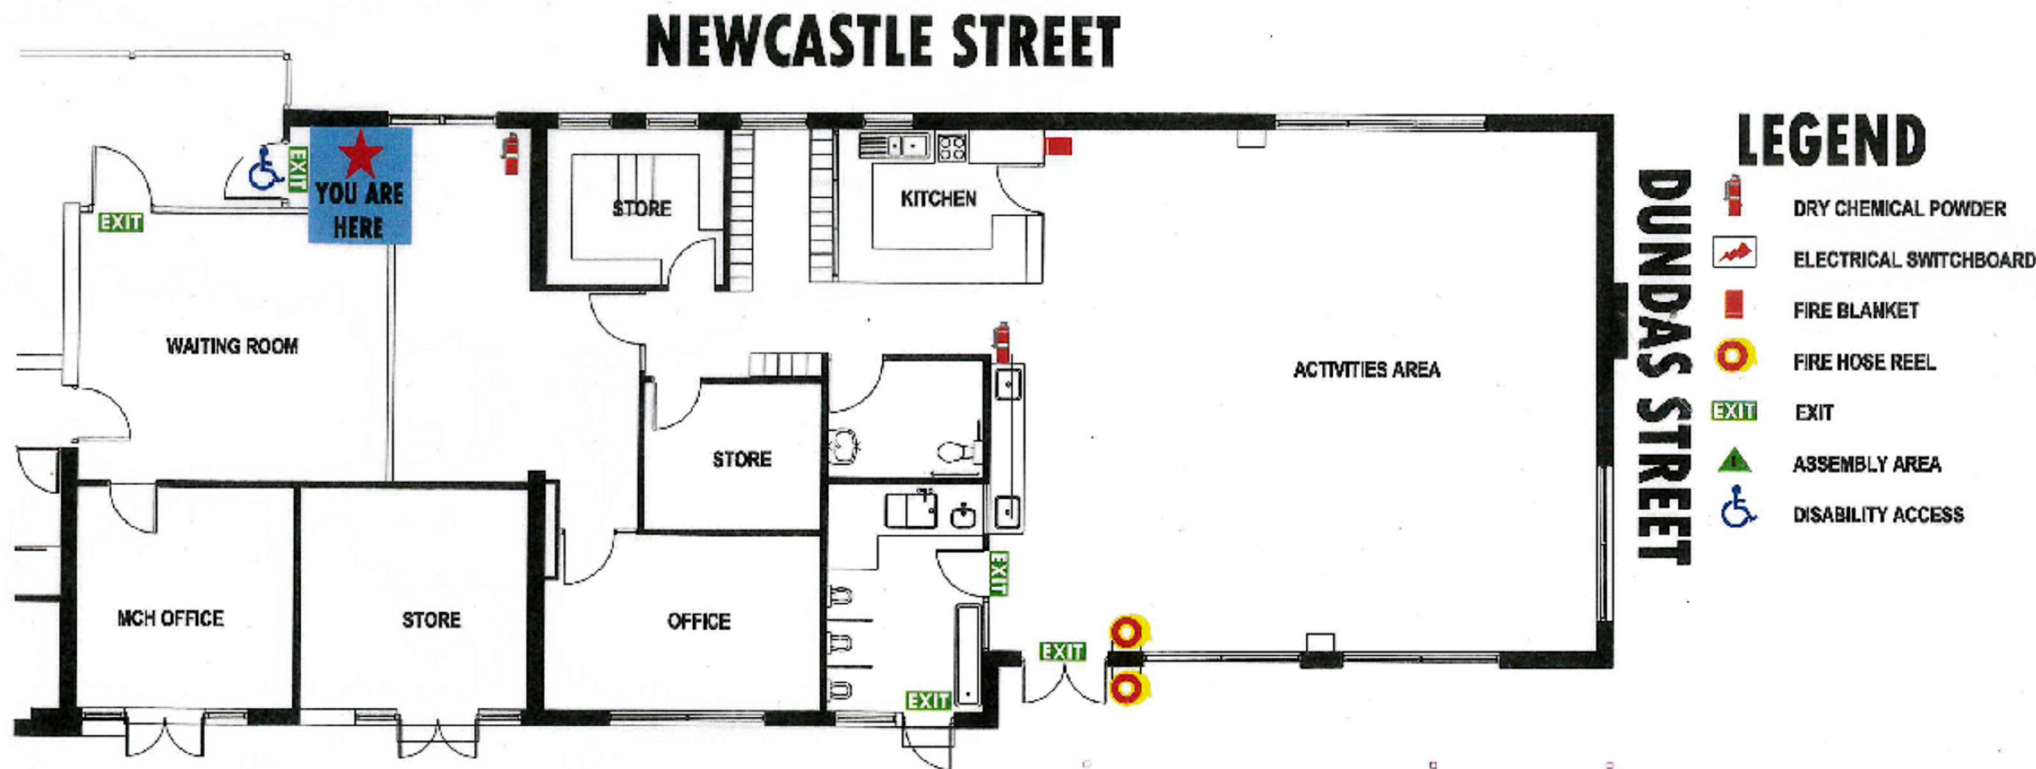 NEWCASTLE STREET
LEGEND
DRY CHEMICAL POWDER
ELECTRICAL SWITCHBOARD
FIRE BLANKET
FIRE HOSE REEL
EXIT
EXIT
ASSEMBLY AREA
DISABILITY ACCESS
DUNDAS STREET
EXIT
YOU ARE
HERE
EXIT
STORE
KITCHEN
WAITING ROOM
ACTIVITIES AREA
STORE
MCH OFFICE
STORE
OFFICE
EXIT
EXIT
EXIT